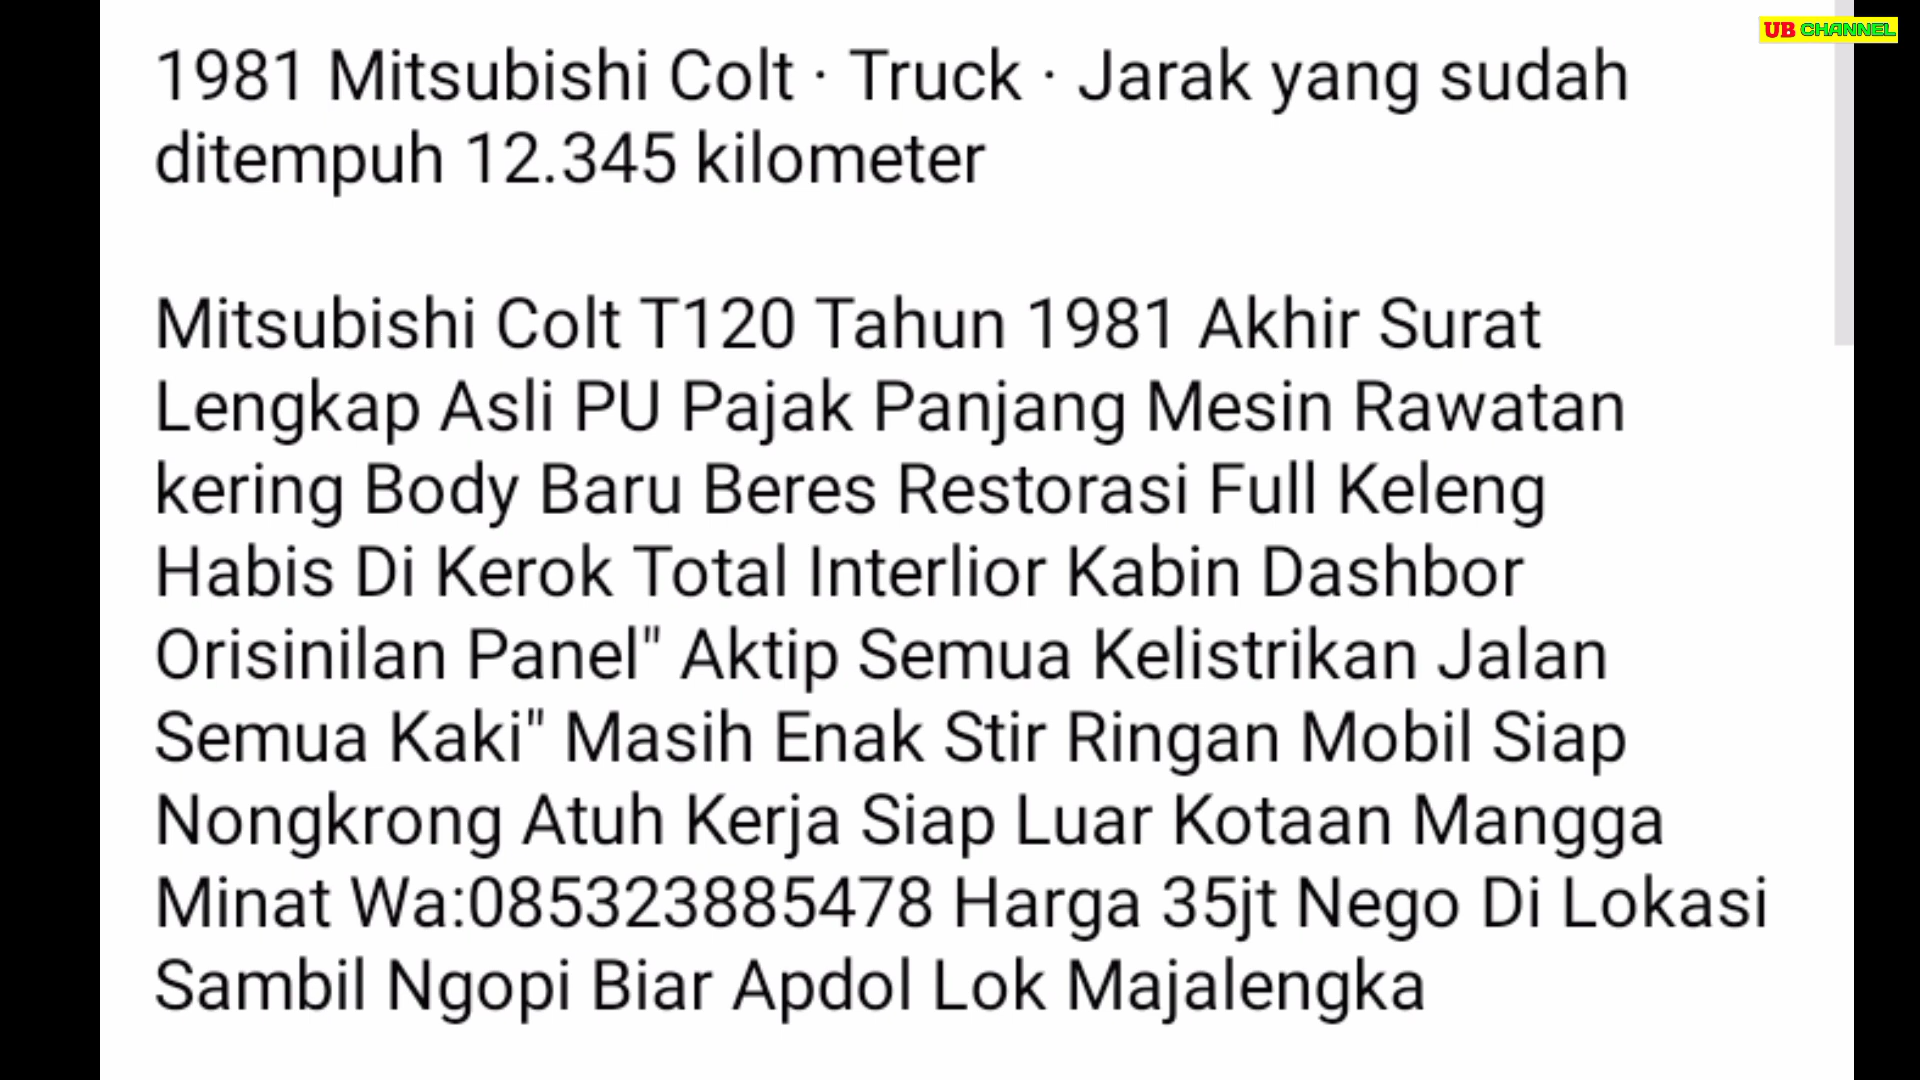 UB CHANNEL
1981 Mitsubishi Colt · Truck · Jarak yang sudah
ditempuh 12.345 kilometer
Mitsubishi Colt T120 Tahun 1981 Akhir Surat
Lengkap Asli PU Pajak Panjang Mesin Rawatan
kering Body Baru Beres Restorasi Full Keleng
Habis Di Kerok Total Interlior Kabin Dashbor
Orisinilan Panel" Aktip Semua Kelistrikan Jalan
Semua Kaki" Masih Enak Stir Ringan Mobil Siap
Nongkrong Atuh Kerja Siap Luar Kotaan Mangga
Minat Wa:085323885478 Harga 35jt Nego Di Lokasi
Sambil Ngopi Biar Apdol Lok Majalengka